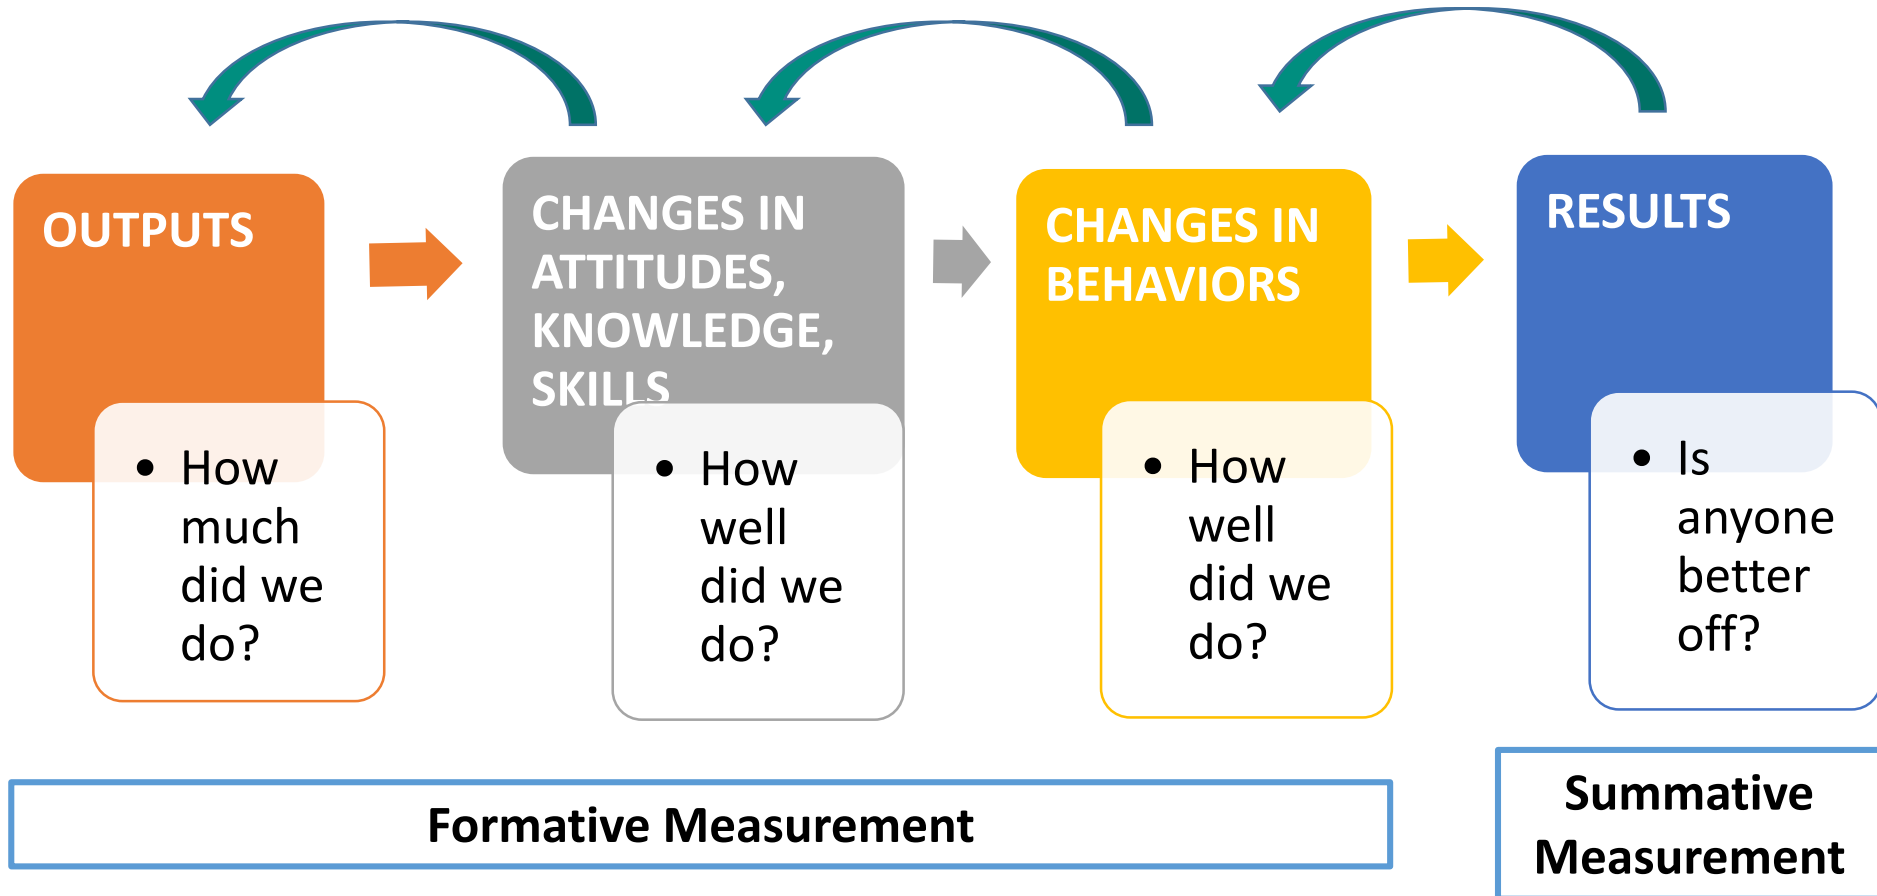 OUTPUTS
• How
much
did we
do?
CHANGES IN
ATTITUDES,
KNOWLEDGE,
SKILLS
• How
well
did we
do?
CHANGES IN
BEHAVIORS
• How
well
did we
do?
RESULTS
• Is
anyone
better
off?
Formative Measurement
Summative
Measurement